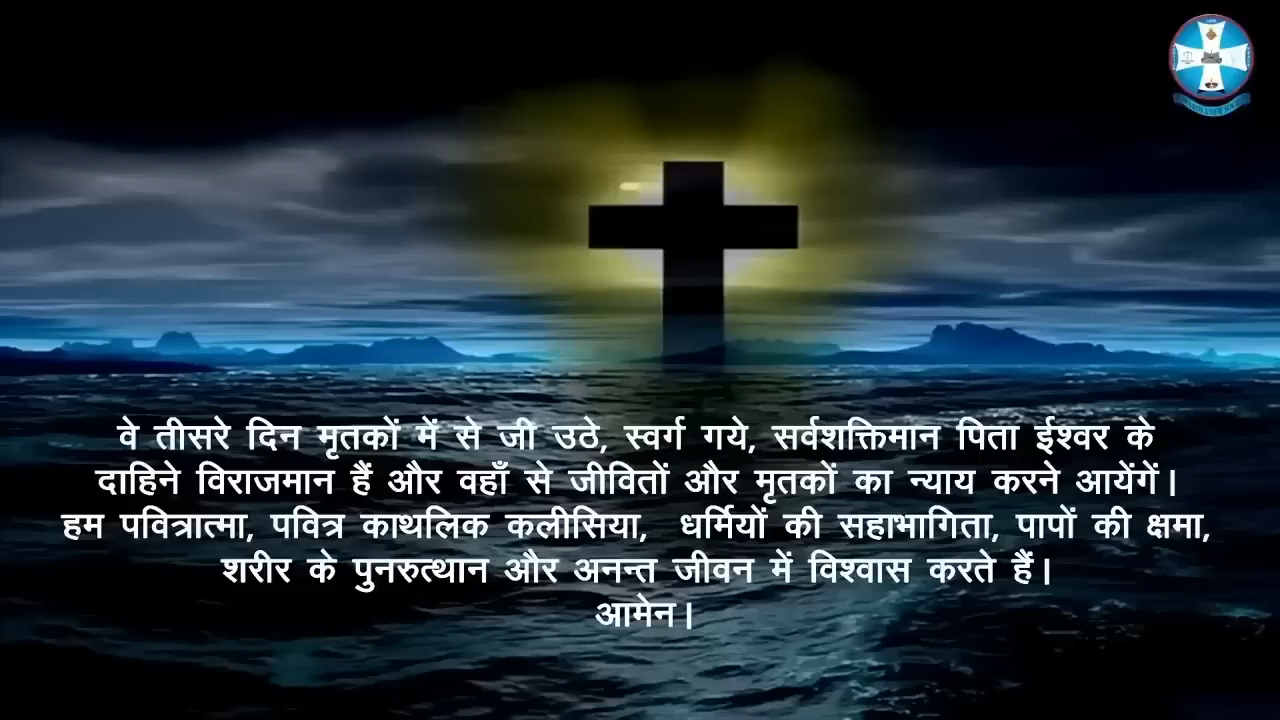 वे तीसरे दिन मृतकों में से जी उठे, स्वर्ग गये, सर्वशक्तिमान पिता ईश्वर के
दाहिने विराजमान हैं और वहाँ से जीवितों और मृतकों का न्याय करने आयेंगें।
हम पवित्रात्मा, पवित्र काथलिक कलीसिया, धर्मियों की सहाभागिता, पापों की क्षमा,
शरीर के पुनरुत्थान और अनन्त जीवन में विश्वास करते हैं।
आमेन।